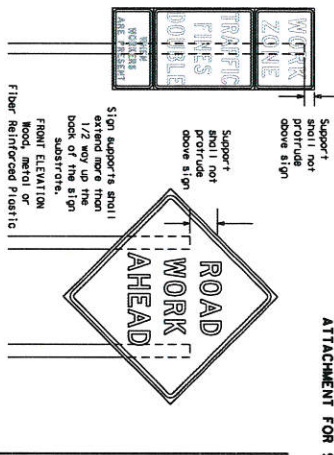 ATTACHMENT FOR
Support
shall not
protrude
above sign
WORK
ZONE
TRAFFIC
FINES
DOUBLE
WHEN
WORKERS
ARE PRESENT
Support
shall not
protrude
above sign
ROAD
WORK
AHEAD
Sign supports shall
extend more than
1/2 way up the
back of the sign
substrate.
FRONT ELEVATION
Wood, metal or
Fiber Reinforced Plastic